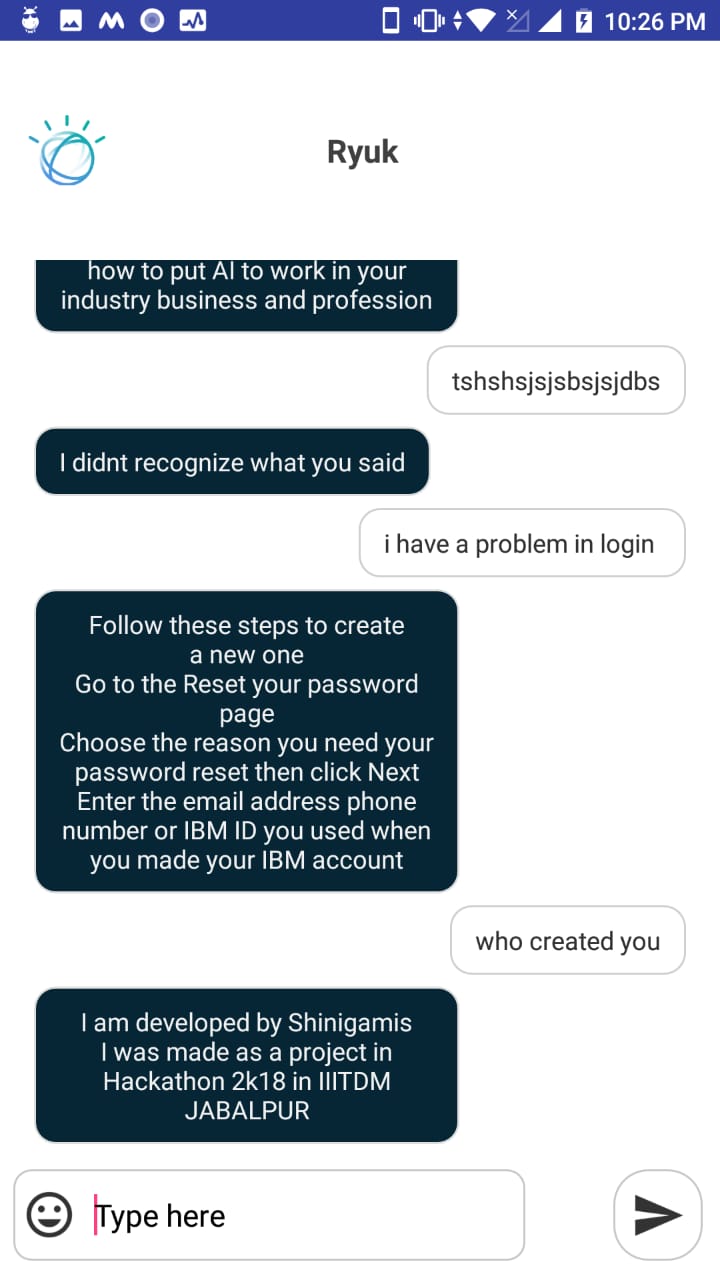 10:26 PM
Ryuk
how to put AI to work in your
industry business and profession
tshshsjsjsbsjsjdbs
I didnt recognize what you said
i have a problem in login
Follow these steps to create
a new one
Go to the Reset your password
page
Choose the reason you need your
password reset then click Next
Enter the email address phone
number or IBM ID you used when
you made your IBM account
who created you
I am developed by Shinigamis
I was made as a project in
Hackathon 2k18 in IIITDM
JABALPUR
Type here